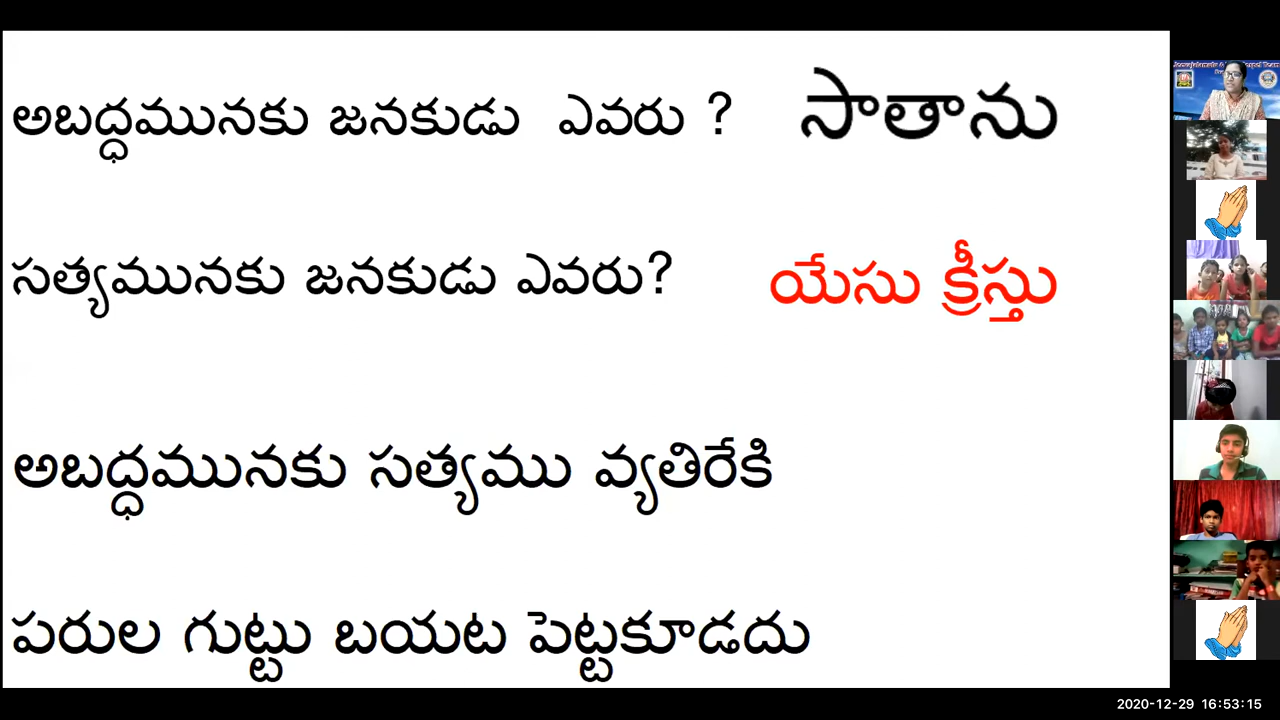 అబద్ధమునకు జనకుడు ఎవరు ? సాతాను
సత్యమునకు జనకుడు ఎవరు? యేసు క్రీస్తు
అబద్ధమునకు సత్యము వ్యతిరేకి
పరుల గుట్టు బయట పెట్టకూడదు
2020-12-29 16:53:15